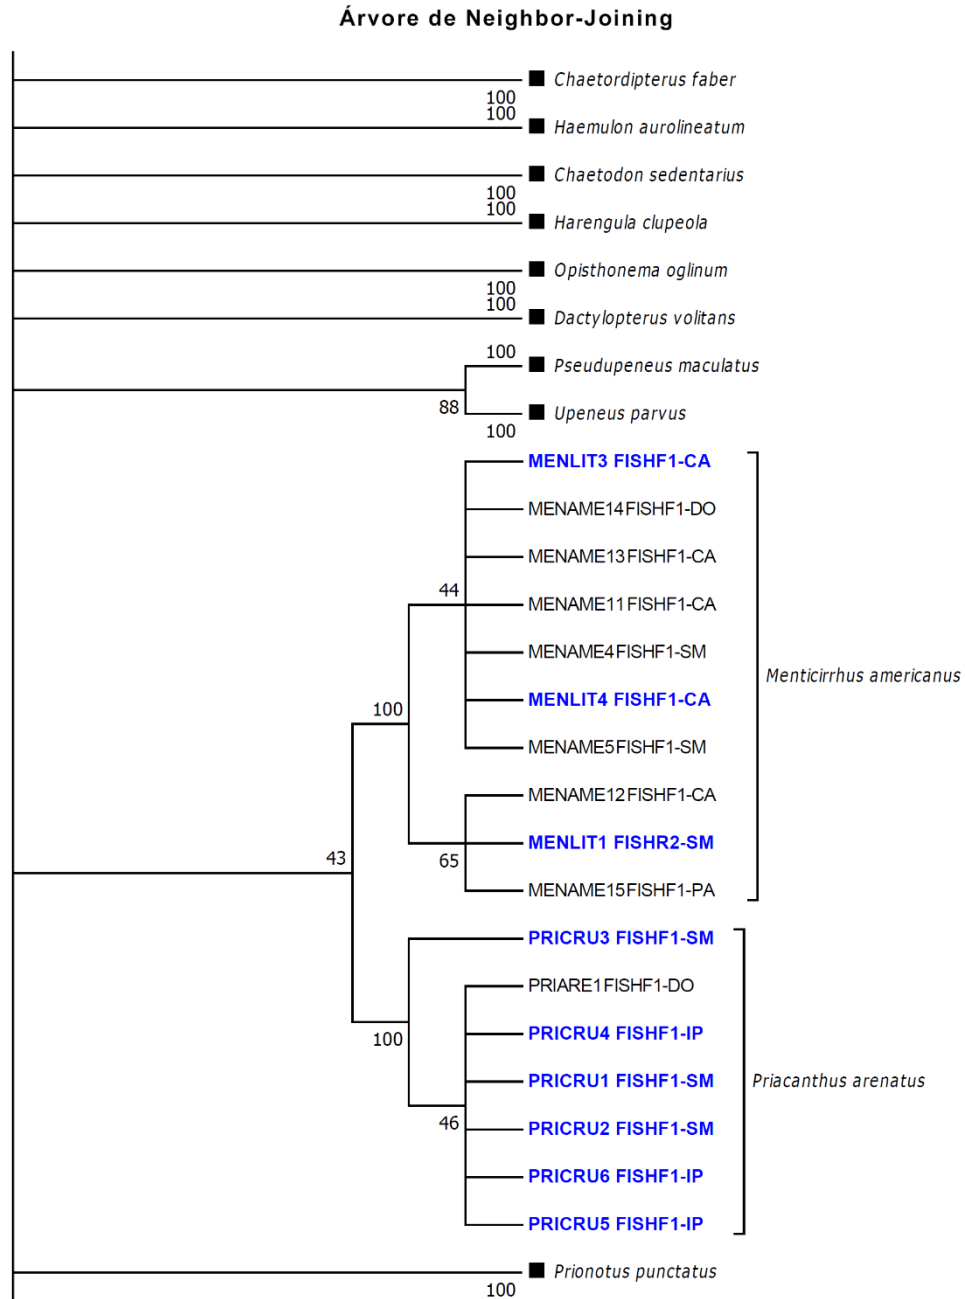 Árvore de Neighbor-Joining
Chaetordipterus faber
100
100
Haemulon aurolineatum
Chaetodon sedentarius
100
100
Harengula clupeola
Opisthonema oglinum
100
100
Dactylopterus volitans
100
Pseudupeneus maculatus
88
Upeneus parvus
100
MENLIT3 FISHF1-CA
MENAME14FISHF1-DO
MENAME13FISHF1-CA
44
MENAME11FISHF1-CA
MENAME4FISHF1-SM
Menticirrhus americanus
MENLIT4 FISHF1-CA
100
MENAME5FISHF1-SM
MENAME12FISHF1-CA
MENLIT1 FISHR2-SM
43
65
MENAME15FISHF1-PA
PRICRU3 FISHF1-SM
PRIARE1FISHF1-DO
100
PRICRU4 FISHF1-IP
PRICRU1 FISHF1-SM
Priacanthus arenatus
46
PRICRU2 FISHF1-SM
PRICRU6 FISHF1-IP
PRICRU5 FISHF1-IP
Prionotus punctatus
100